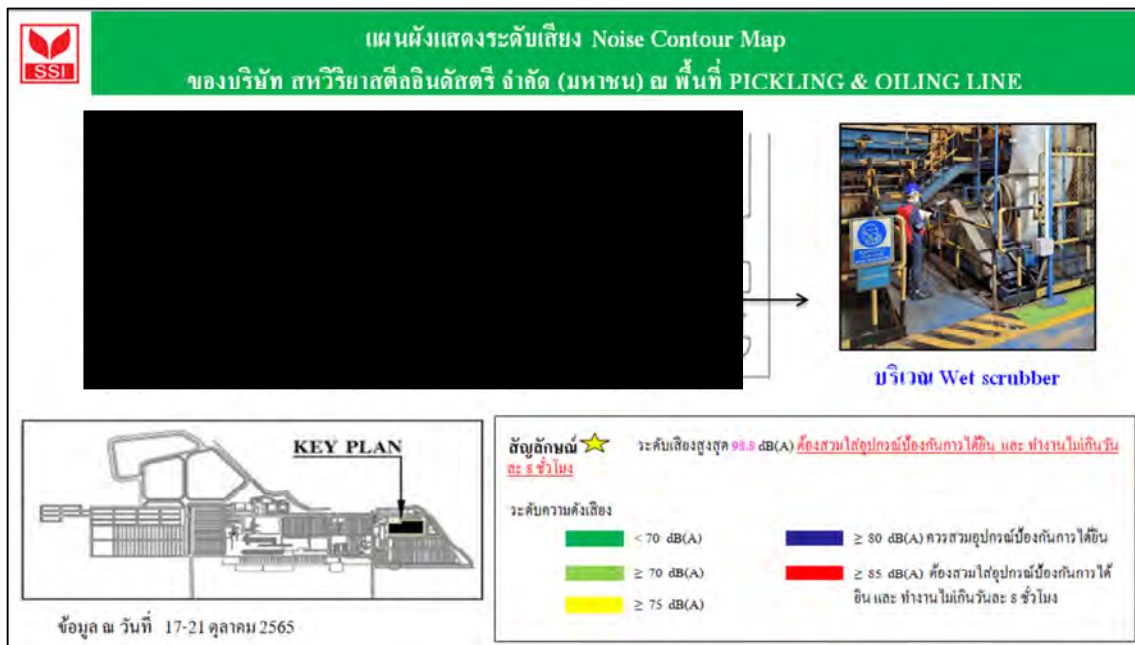 SSI
แผนผังแสดงระดับเสียง Noise Contour Map
ของบริษัท สหวิริยาสตีลอินดัสตรี จำกัด (มหาชน) ณ พื้นที่ PICKLING & OILING LINE
บริเวณ Wet scrubber
KEY PLAN
ข้อมูล ณ วันที่ 17-21 ตุลาคม 2565
สัญลักษณ์ ระดับเสียงสูงสุด 98.8 dB(A) ต้องสวมใส่อุปกรณ์ป้องกันการได้ยิน และ ทำงานไม่เกินวัน
ละ 8 ชั่วโมง
ระดับความดังเสียง
< 70 dB(A)
≥ 70 dB(A)
≥ 75 dB(A)
≥ 80 dB(A) ควรสวมอุปกรณ์ป้องกันการได้ยิน
≥ 85 dB(A) ต้องสวมใส่อุปกรณ์ป้องกันการได้
ยิน และ ทำงานไม่เกินวันละ 8 ชั่วโมง